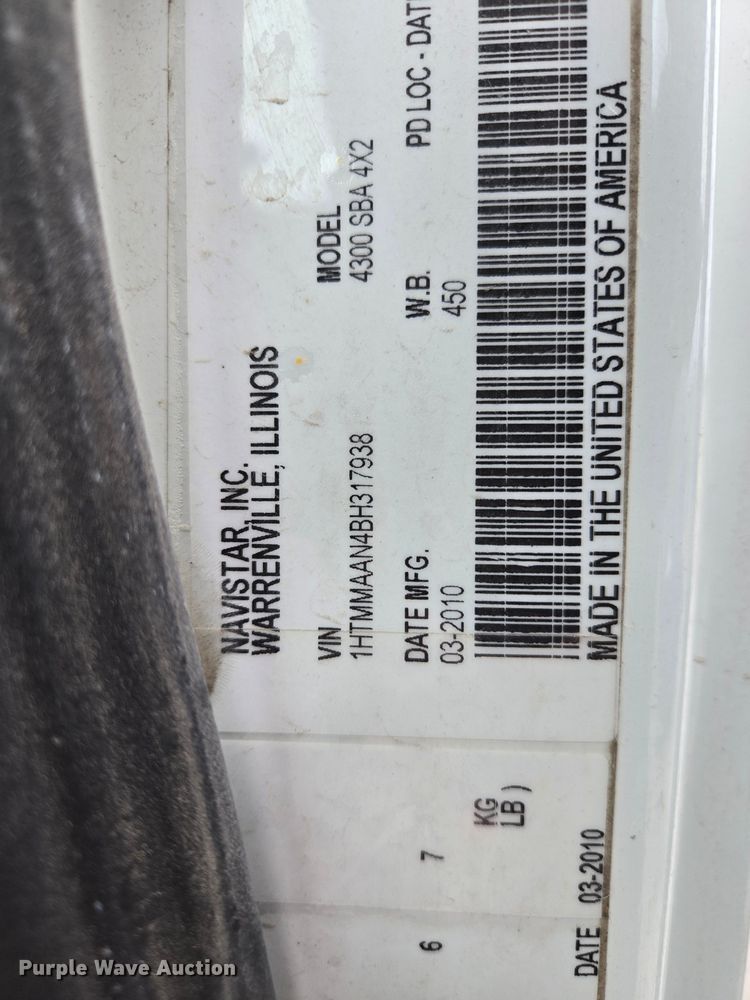 NAVISTAR, INC.
WARRENVILLE, ILLINOIS
VIN MODEL
1HTMMAAN4BH317938 4300 SBA 4X2
DATE MFG. W.B. PD LOC - DAT
03-2010 450
MADE IN THE UNITED STATES OF AMERICA
6 7
KG
LB )
DATE 03-2010
Purple Wave Auction